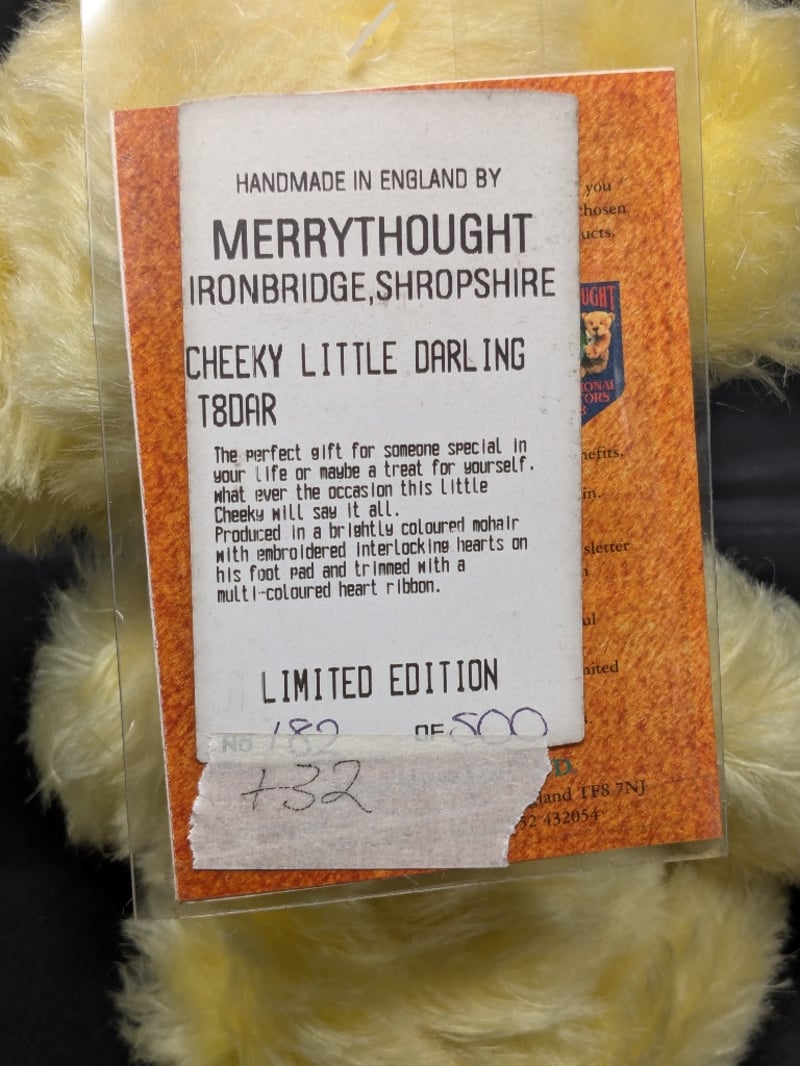 HANDMADE IN ENGLAND BY
MERRYTHOUGHT
IRONBRIDGE,SHROPSHIRE
CHEEKY LITTLE DARLING
T8DAR
The perfect gift for someone special in
your life or maybe a treat for yourself.
what ever the occasion this little
Cheeky will say it all.
Produced in a brightly coloured mohair
with embroidered interlocking hearts on
his foot pad and trimmed with a
multi-coloured heart ribbon.
LIMITED EDITION
NO 182 OF 500
+32
you
chosen
ucts,
UGHT
IONAL
TORS
nefits,
in.
sletter
ul
nited
D.
land TF8 7NJ
52 432054